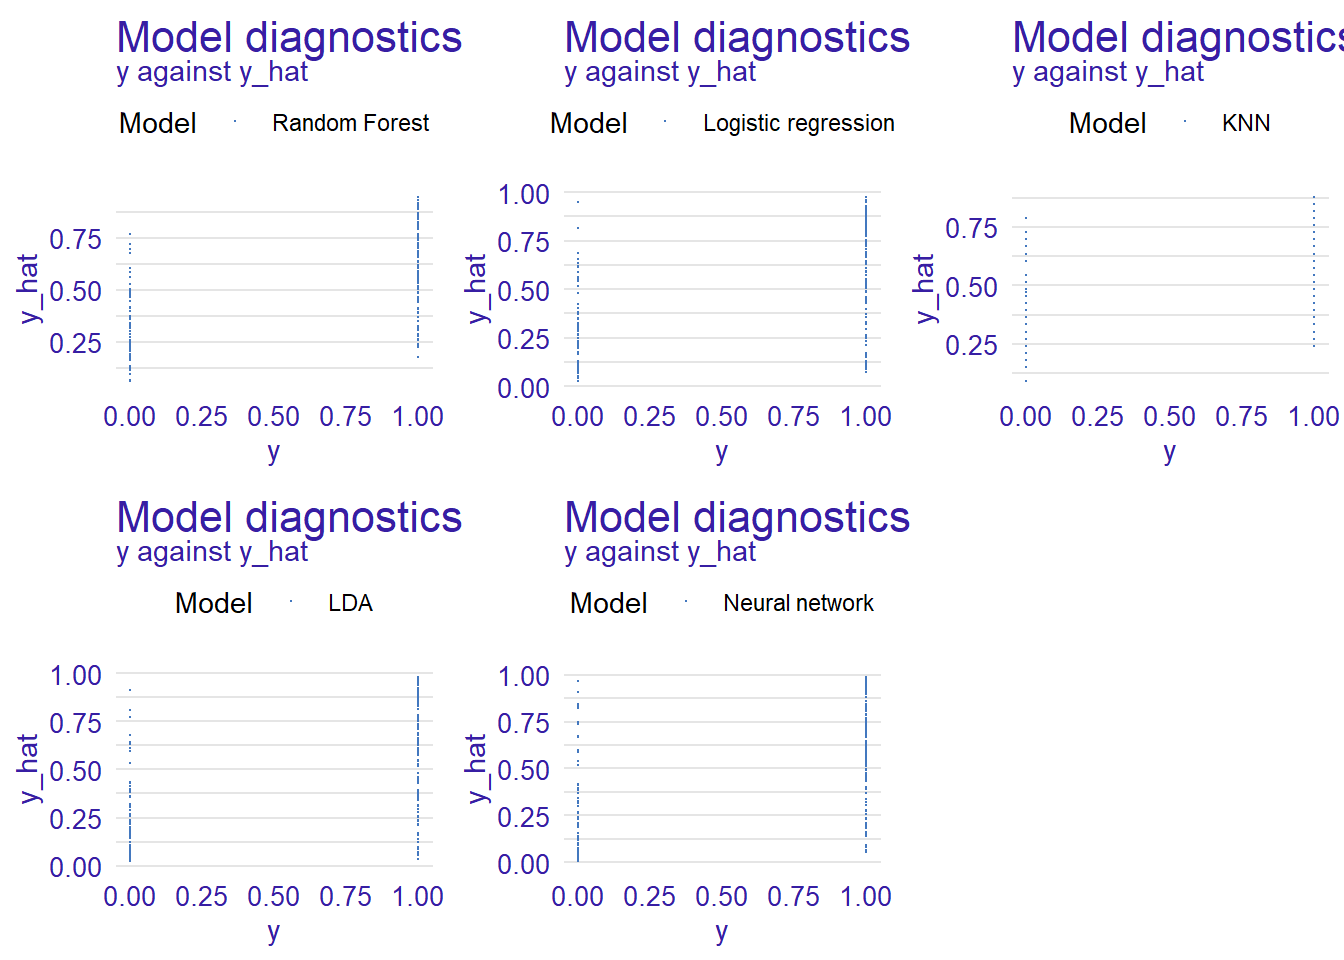 Model diagnostics
y against y_hat
Model Random Forest
y_hat
0.75
0.50
0.25
0.00 0.25 0.50 0.75 1.00
y
Model diagnostics
y against y_hat
Model Logistic regression
y_hat
1.00
0.75
0.50
0.25
0.00
0.00 0.25 0.50 0.75 1.00
y
Model diagnostics
y against y_hat
Model KNN
y_hat
0.75
0.50
0.25
0.00 0.25 0.50 0.75 1.00
y
Model diagnostics
y against y_hat
Model LDA
y_hat
1.00
0.75
0.50
0.25
0.00
0.00 0.25 0.50 0.75 1.00
y
Model diagnostics
y against y_hat
Model Neural network
y_hat
1.00
0.75
0.50
0.25
0.00
0.00 0.25 0.50 0.75 1.00
y